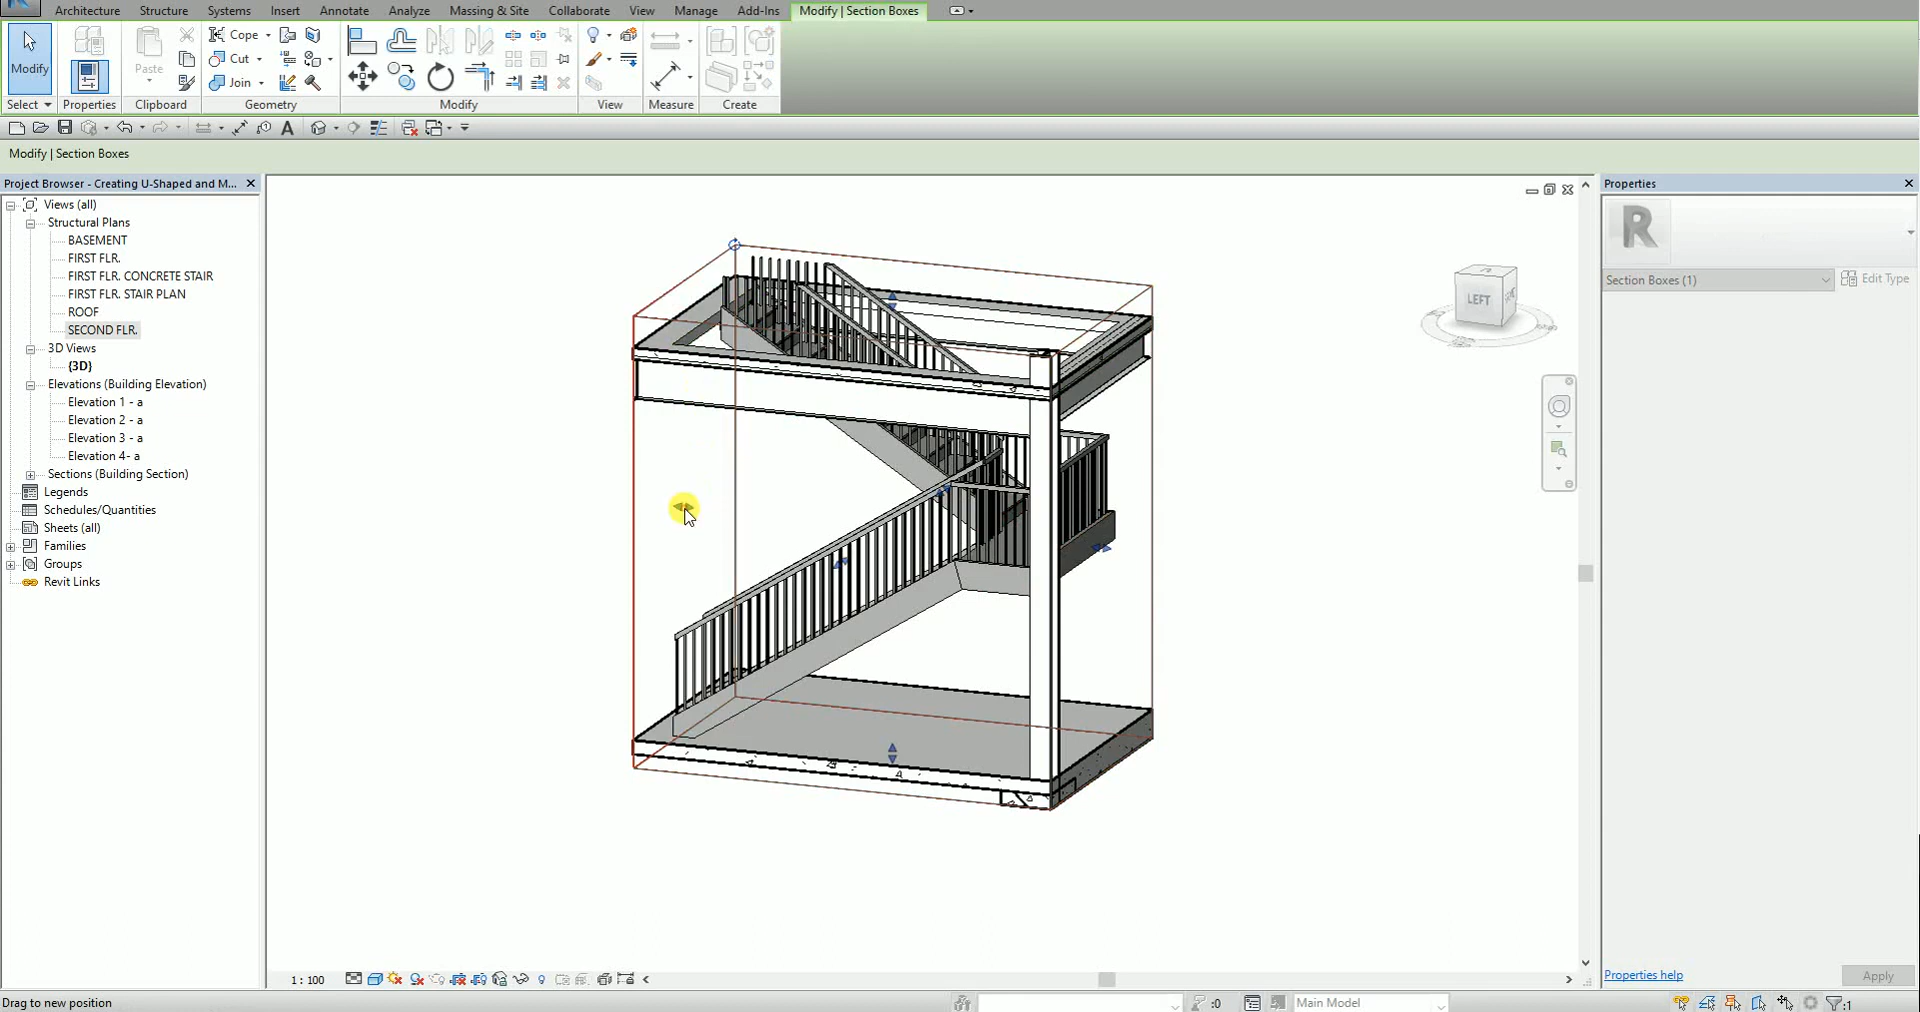 Architecture Structure Systems Insert Annotate Analyze Massing & Site Collaborate View Manage Add-Ins Modify | Section Boxes
Modify
Paste
Cope
Cut
Join
Select Properties Clipboard Geometry Modify View Measure Create
A
Modify | Section Boxes
Project Browser - Creating U-Shaped and M...
Views (all)
Structural Plans
BASEMENT
FIRST FLR.
FIRST FLR. CONCRETE STAIR
FIRST FLR. STAIR PLAN
ROOF
SECOND FLR.
3D Views
{3D}
Elevations (Building Elevation)
Elevation 1 - a
Elevation 2 - a
Elevation 3 - a
Elevation 4- a
Sections (Building Section)
Legends
Schedules/Quantities
Sheets (all)
Families
Groups
Revit Links
LEFT
Properties
R
Section Boxes (1)
Edit Type
Properties help
Apply
1 : 100
Drag to new position
:0
Main Model
:1